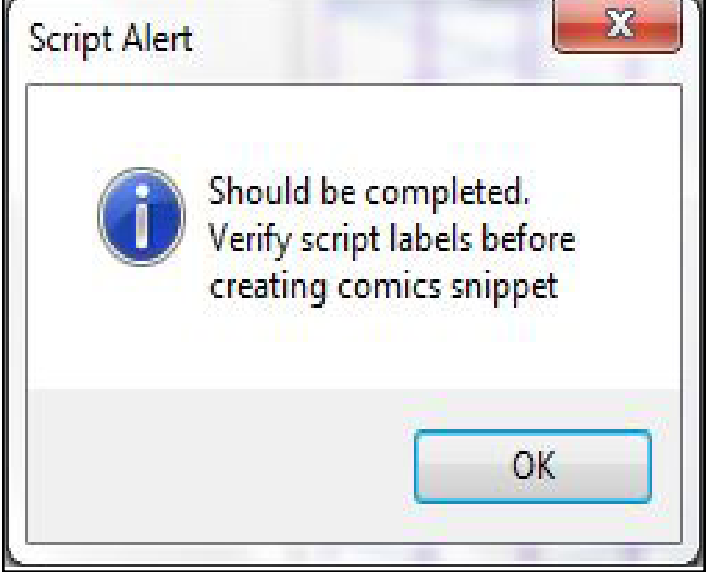 Script Alert
Should be completed.
Verify script labels before
creating comics snippet
OK